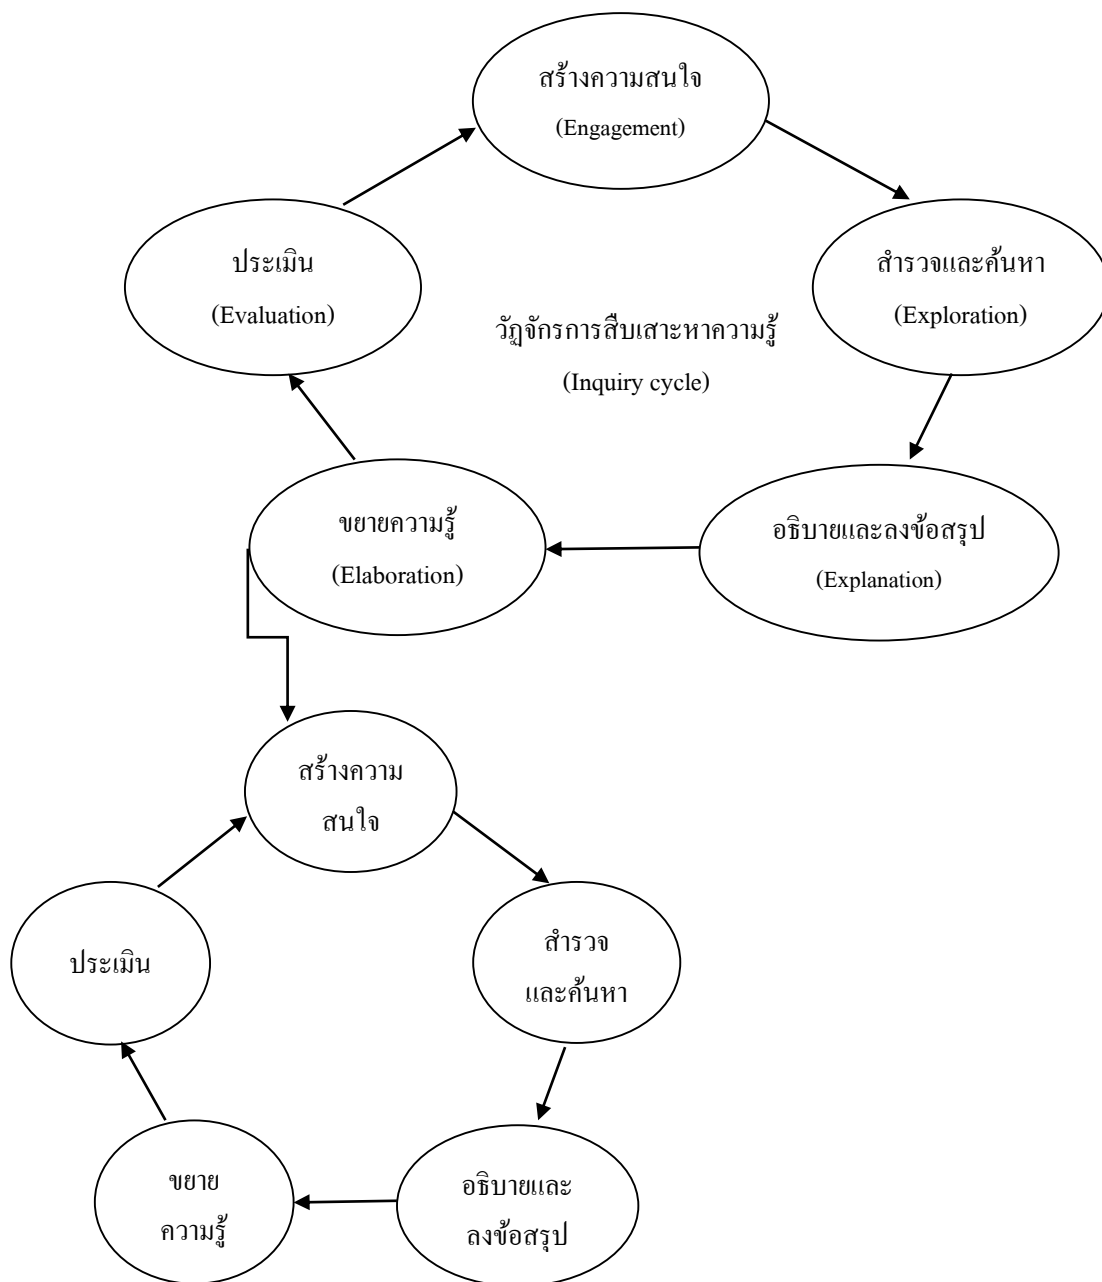 สร้างความสนใจ
(Engagement)
ประเมิน
(Evaluation)
สำรวจและค้นหา
(Exploration)
วัฏจักรการสืบเสาะหาความรู้
(Inquiry cycle)
ขยายความรู้
(Elaboration)
อธิบายและลงข้อสรุป
(Explanation)
สร้างความ
สนใจ
ประเมิน
สำรวจ
และค้นหา
ขยาย
ความรู้
อธิบายและ
ลงข้อสรุป